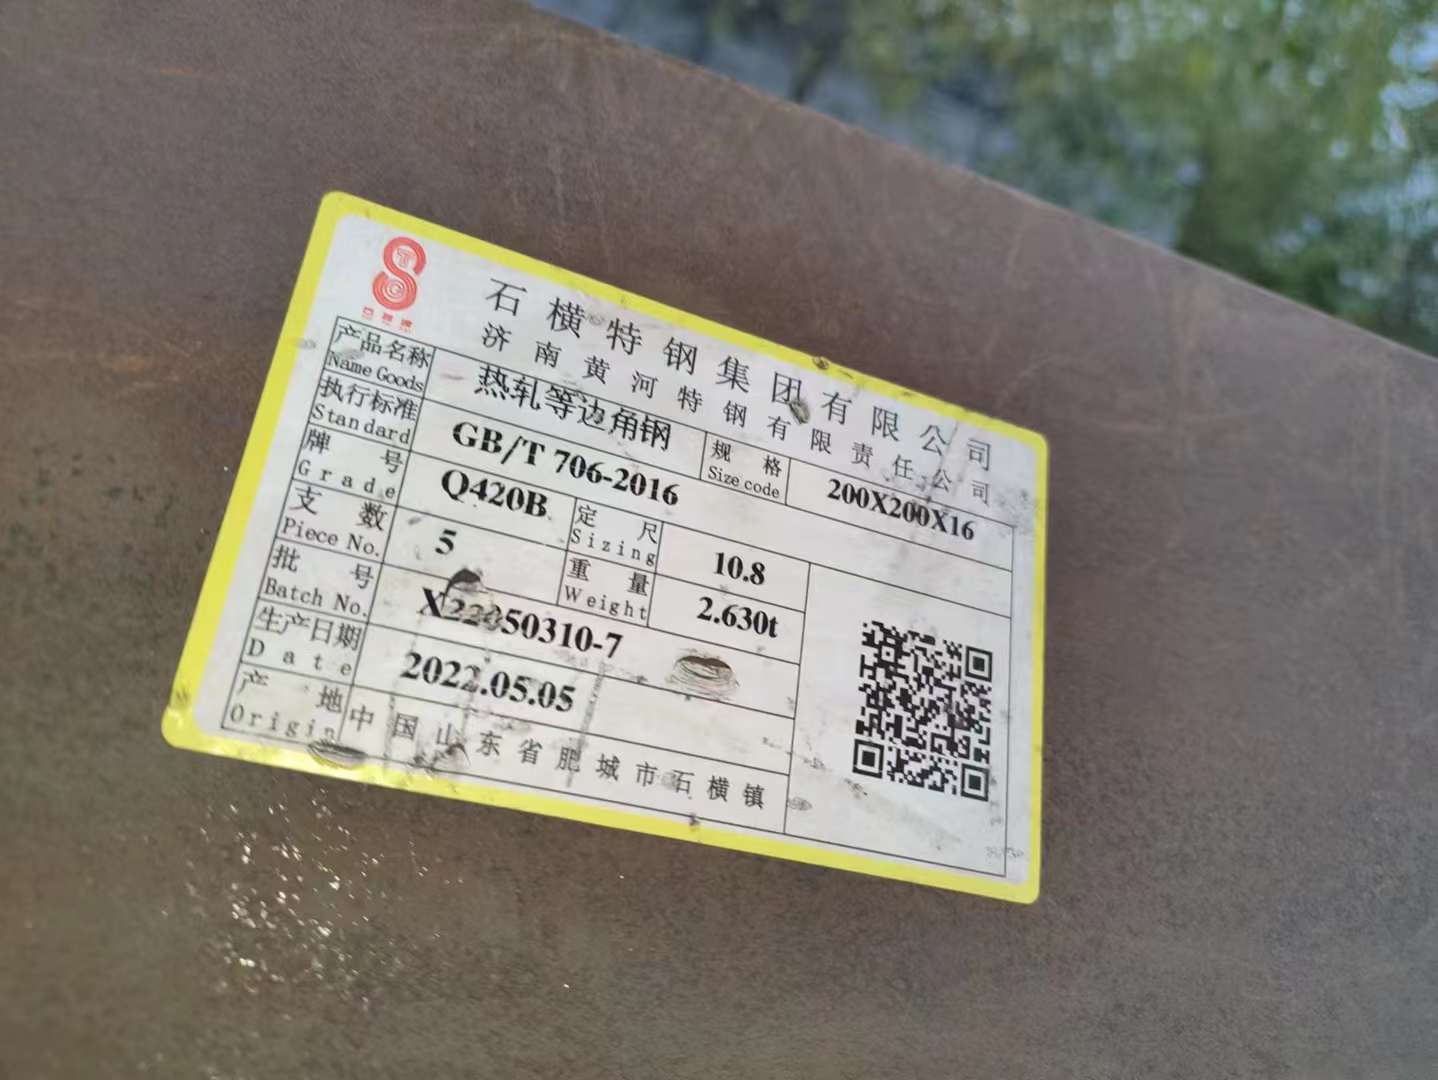 石横特钢集团有限公司
济南黄河特钢有限责任公司
产品名称 Name Goods 热轧等边角钢 规格 Size code 200X200X16
执行标准 Standard GB/T 706-2016
牌号 Grade Q420B 定尺 Sizing 10.8
支数 Piece No. 5 重量 Weight 2.630t
批号 Batch No. X22050310-7
生产日期 Date 2022.05.05
产地 Origin 中国山东省肥城市石横镇